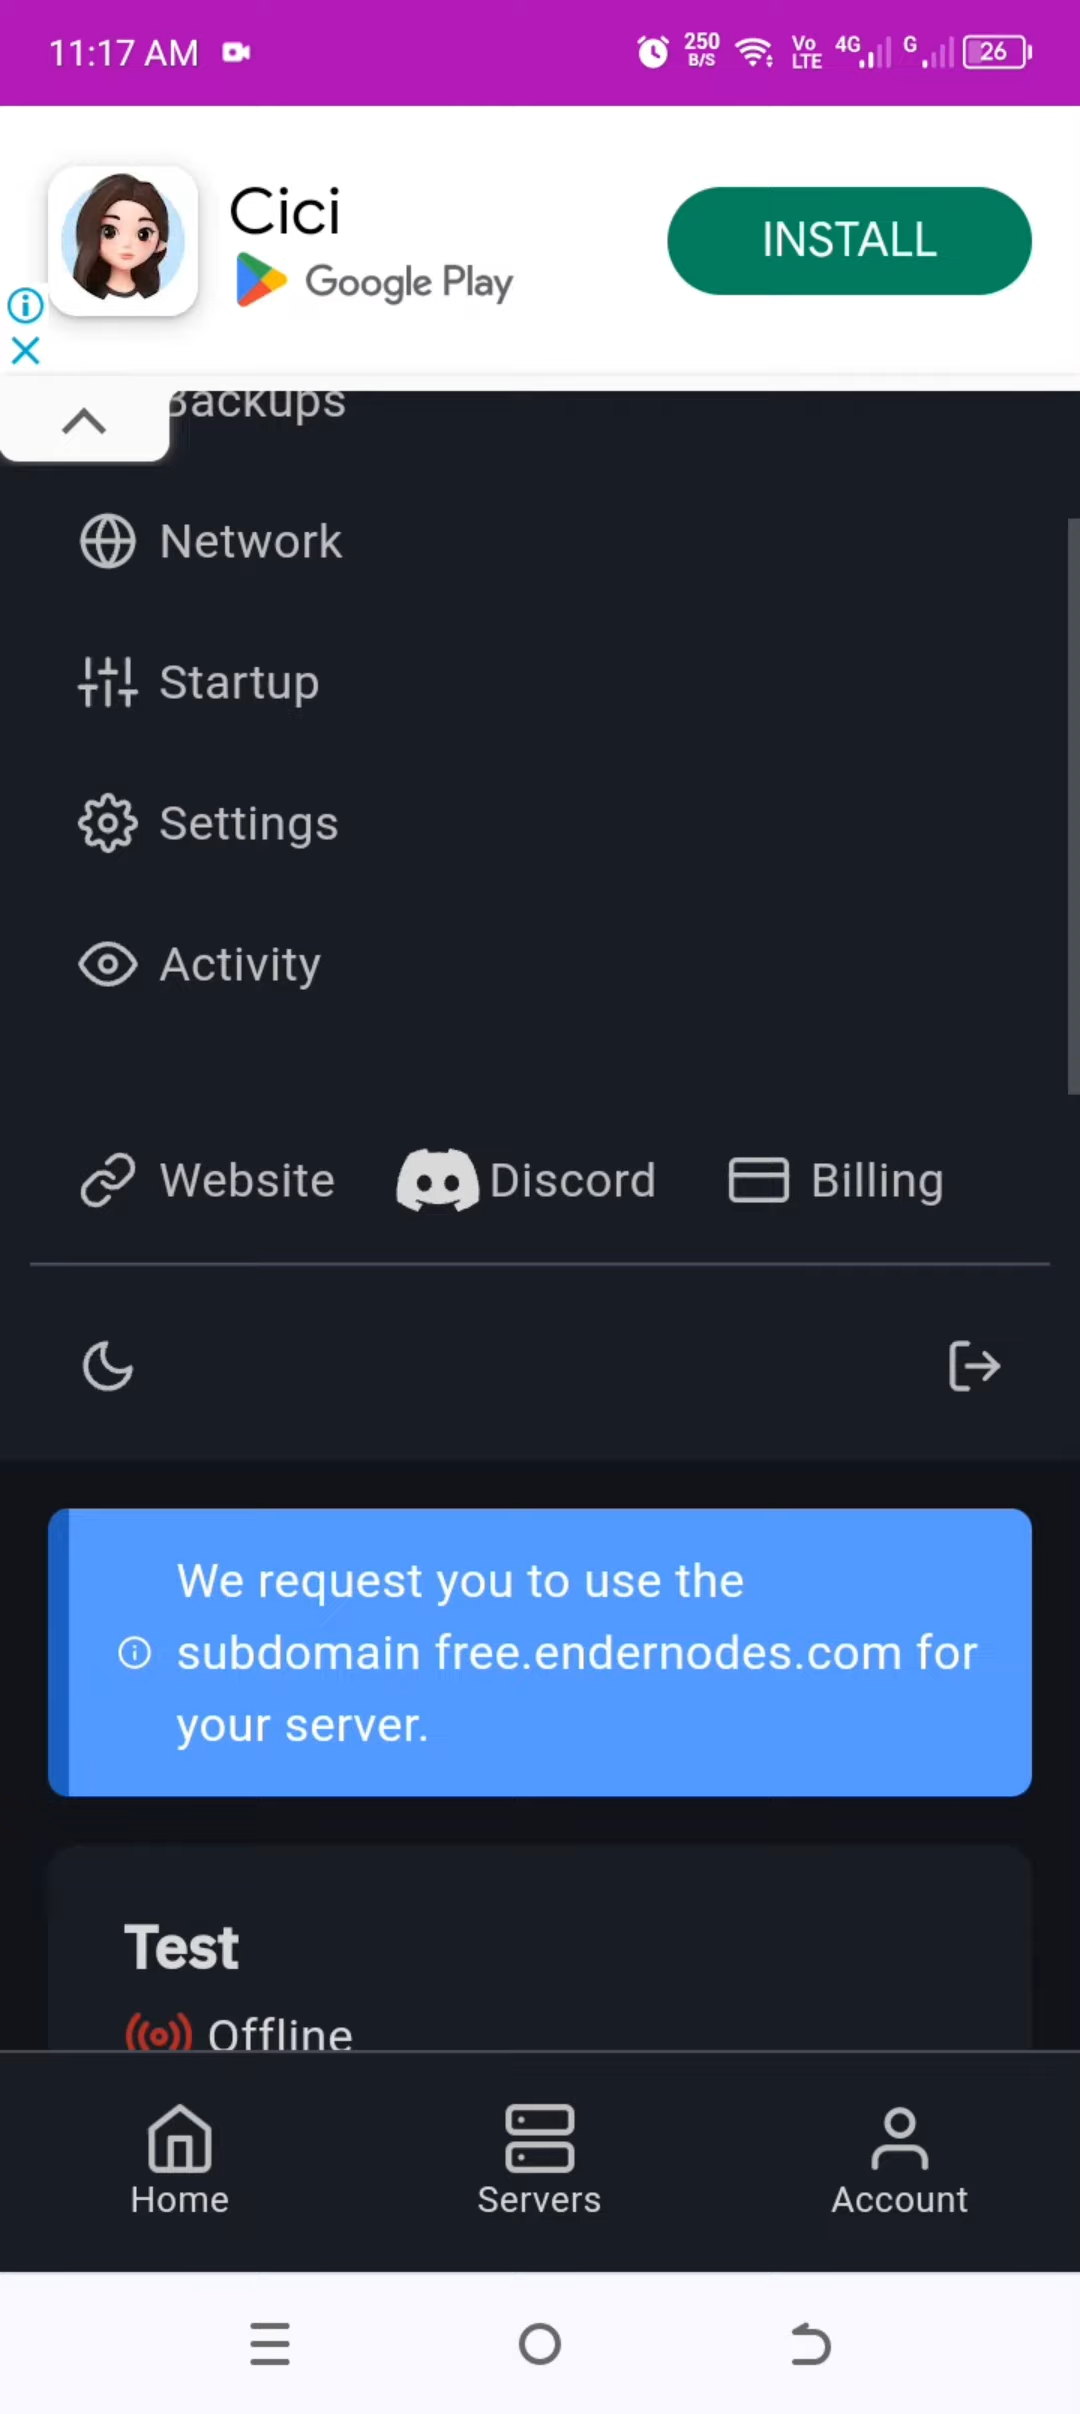 11:17 AM 250 B/S Vo LTE 4G G 26
Cici
Google Play
INSTALL
Backups
Network
Startup
Settings
Activity
Website Discord Billing
We request you to use the
subdomain free.endernodes.com for
your server.
Test
Offline
Home Servers Account